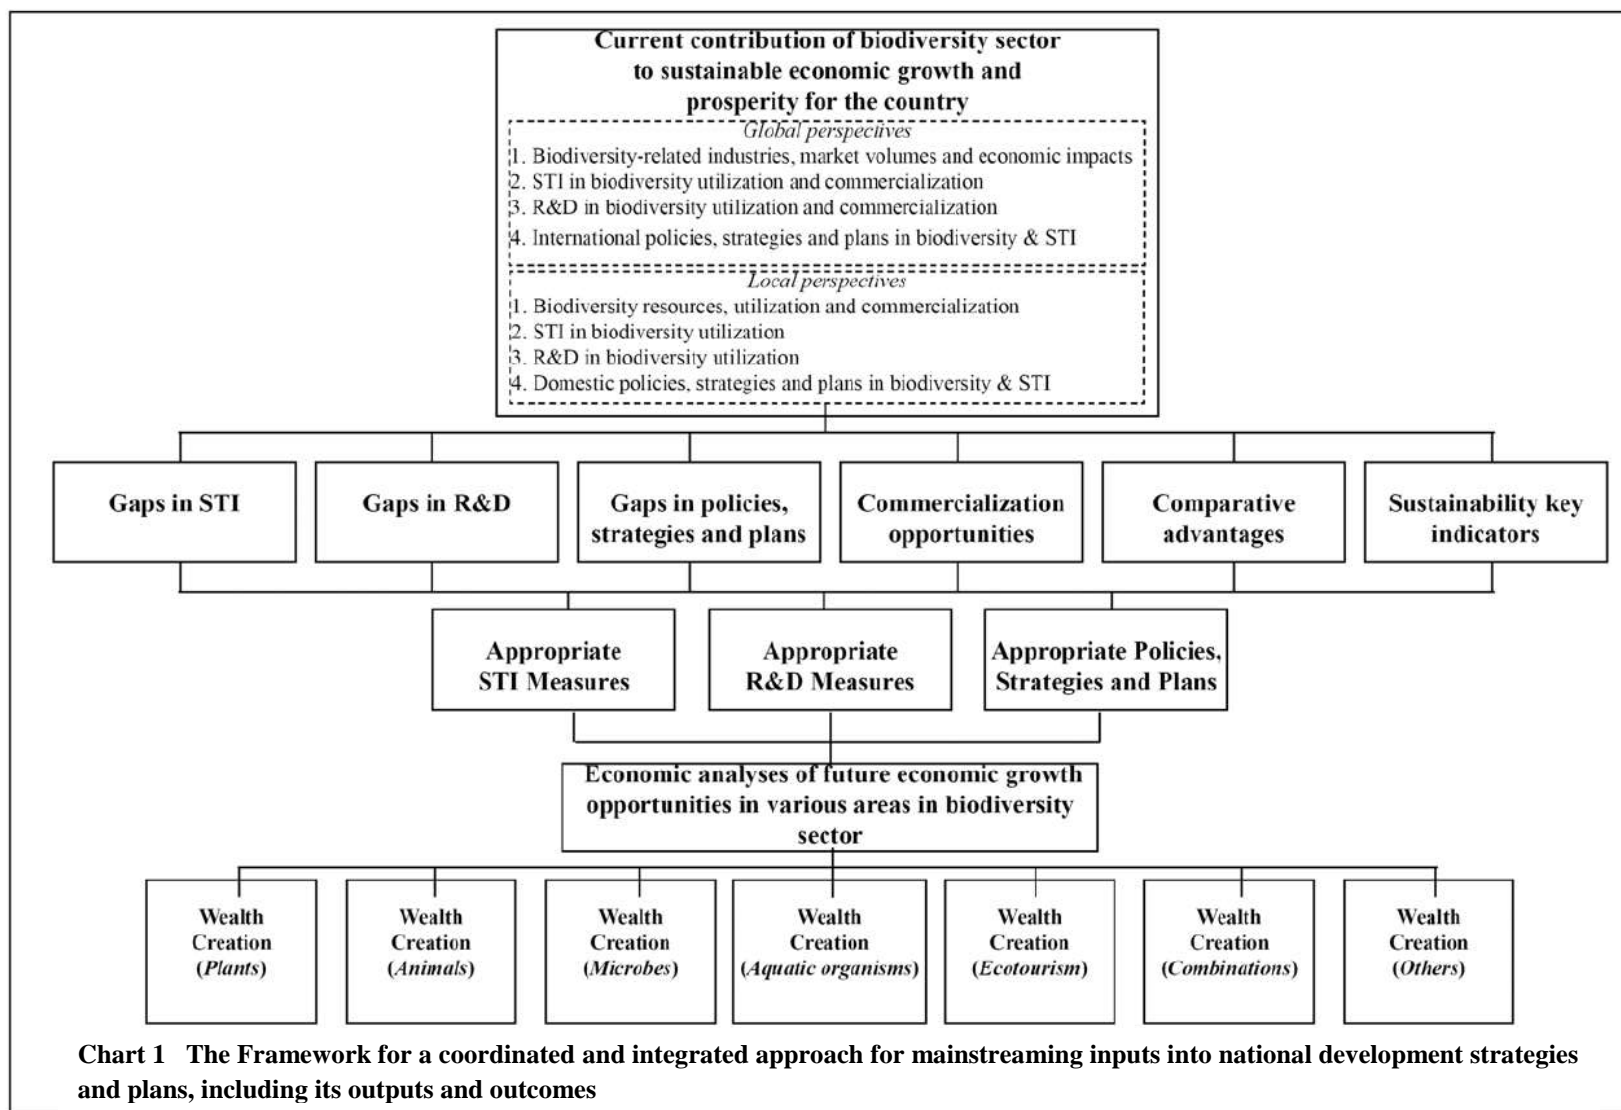 Current contribution of biodiversity sector
to sustainable economic growth and
prosperity for the country
Global perspectives
1. Biodiversity-related industries, market volumes and economic impacts
2. STI in biodiversity utilization and commercialization
3. R&D in biodiversity utilization and commercialization
4. International policies, strategies and plans in biodiversity & STI
Local perspectives
1. Biodiversity resources, utilization and commercialization
2. STI in biodiversity utilization
3. R&D in biodiversity utilization
4. Domestic policies, strategies and plans in biodiversity & STI
Gaps in STI
Gaps in R&D
Gaps in policies,
strategies and plans
Commercialization
opportunities
Comparative
advantages
Sustainability key
indicators
Appropriate
STI Measures
Appropriate
R&D Measures
Appropriate Policies,
Strategies and Plans
Economic analyses of future economic growth
opportunities in various areas in biodiversity
sector
Wealth
Creation
(Plants)
Wealth
Creation
(Animals)
Wealth
Creation
(Microbes)
Wealth
Creation
(Aquatic organisms)
Wealth
Creation
(Ecotourism)
Wealth
Creation
(Combinations)
Wealth
Creation
(Others)
Chart 1 The Framework for a coordinated and integrated approach for mainstreaming inputs into national development strategies
and plans, including its outputs and outcomes